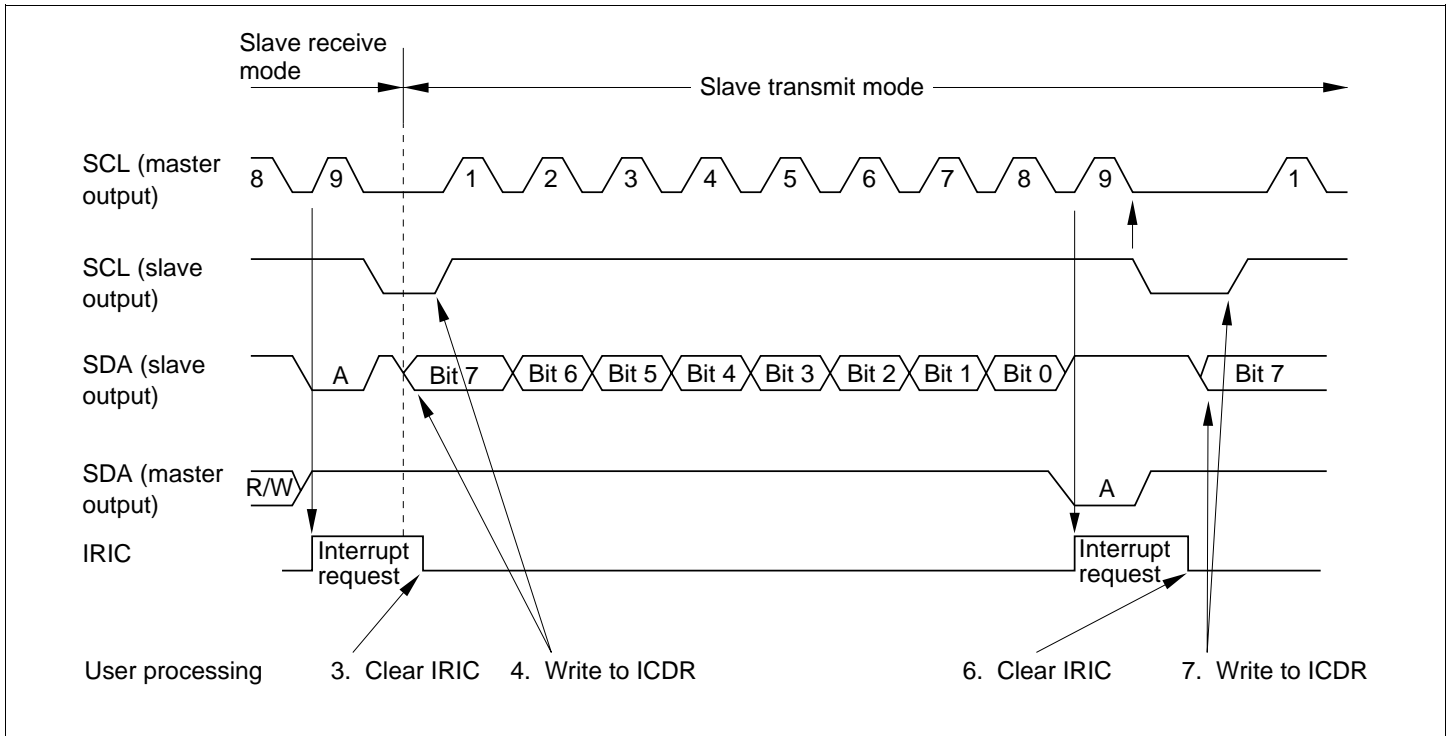 Slave receive
mode
Slave transmit mode
SCL (master
output)
8 9 1 2 3 4 5 6 7 8 9 1
SCL (slave
output)
SDA (slave
output)
A Bit 7 Bit 6 Bit 5 Bit 4 Bit 3 Bit 2 Bit 1 Bit 0 Bit 7
SDA (master
output)
R/W A
IRIC
Interrupt
request
Interrupt
request
User processing 3. Clear IRIC 4. Write to ICDR 6. Clear IRIC 7. Write to ICDR